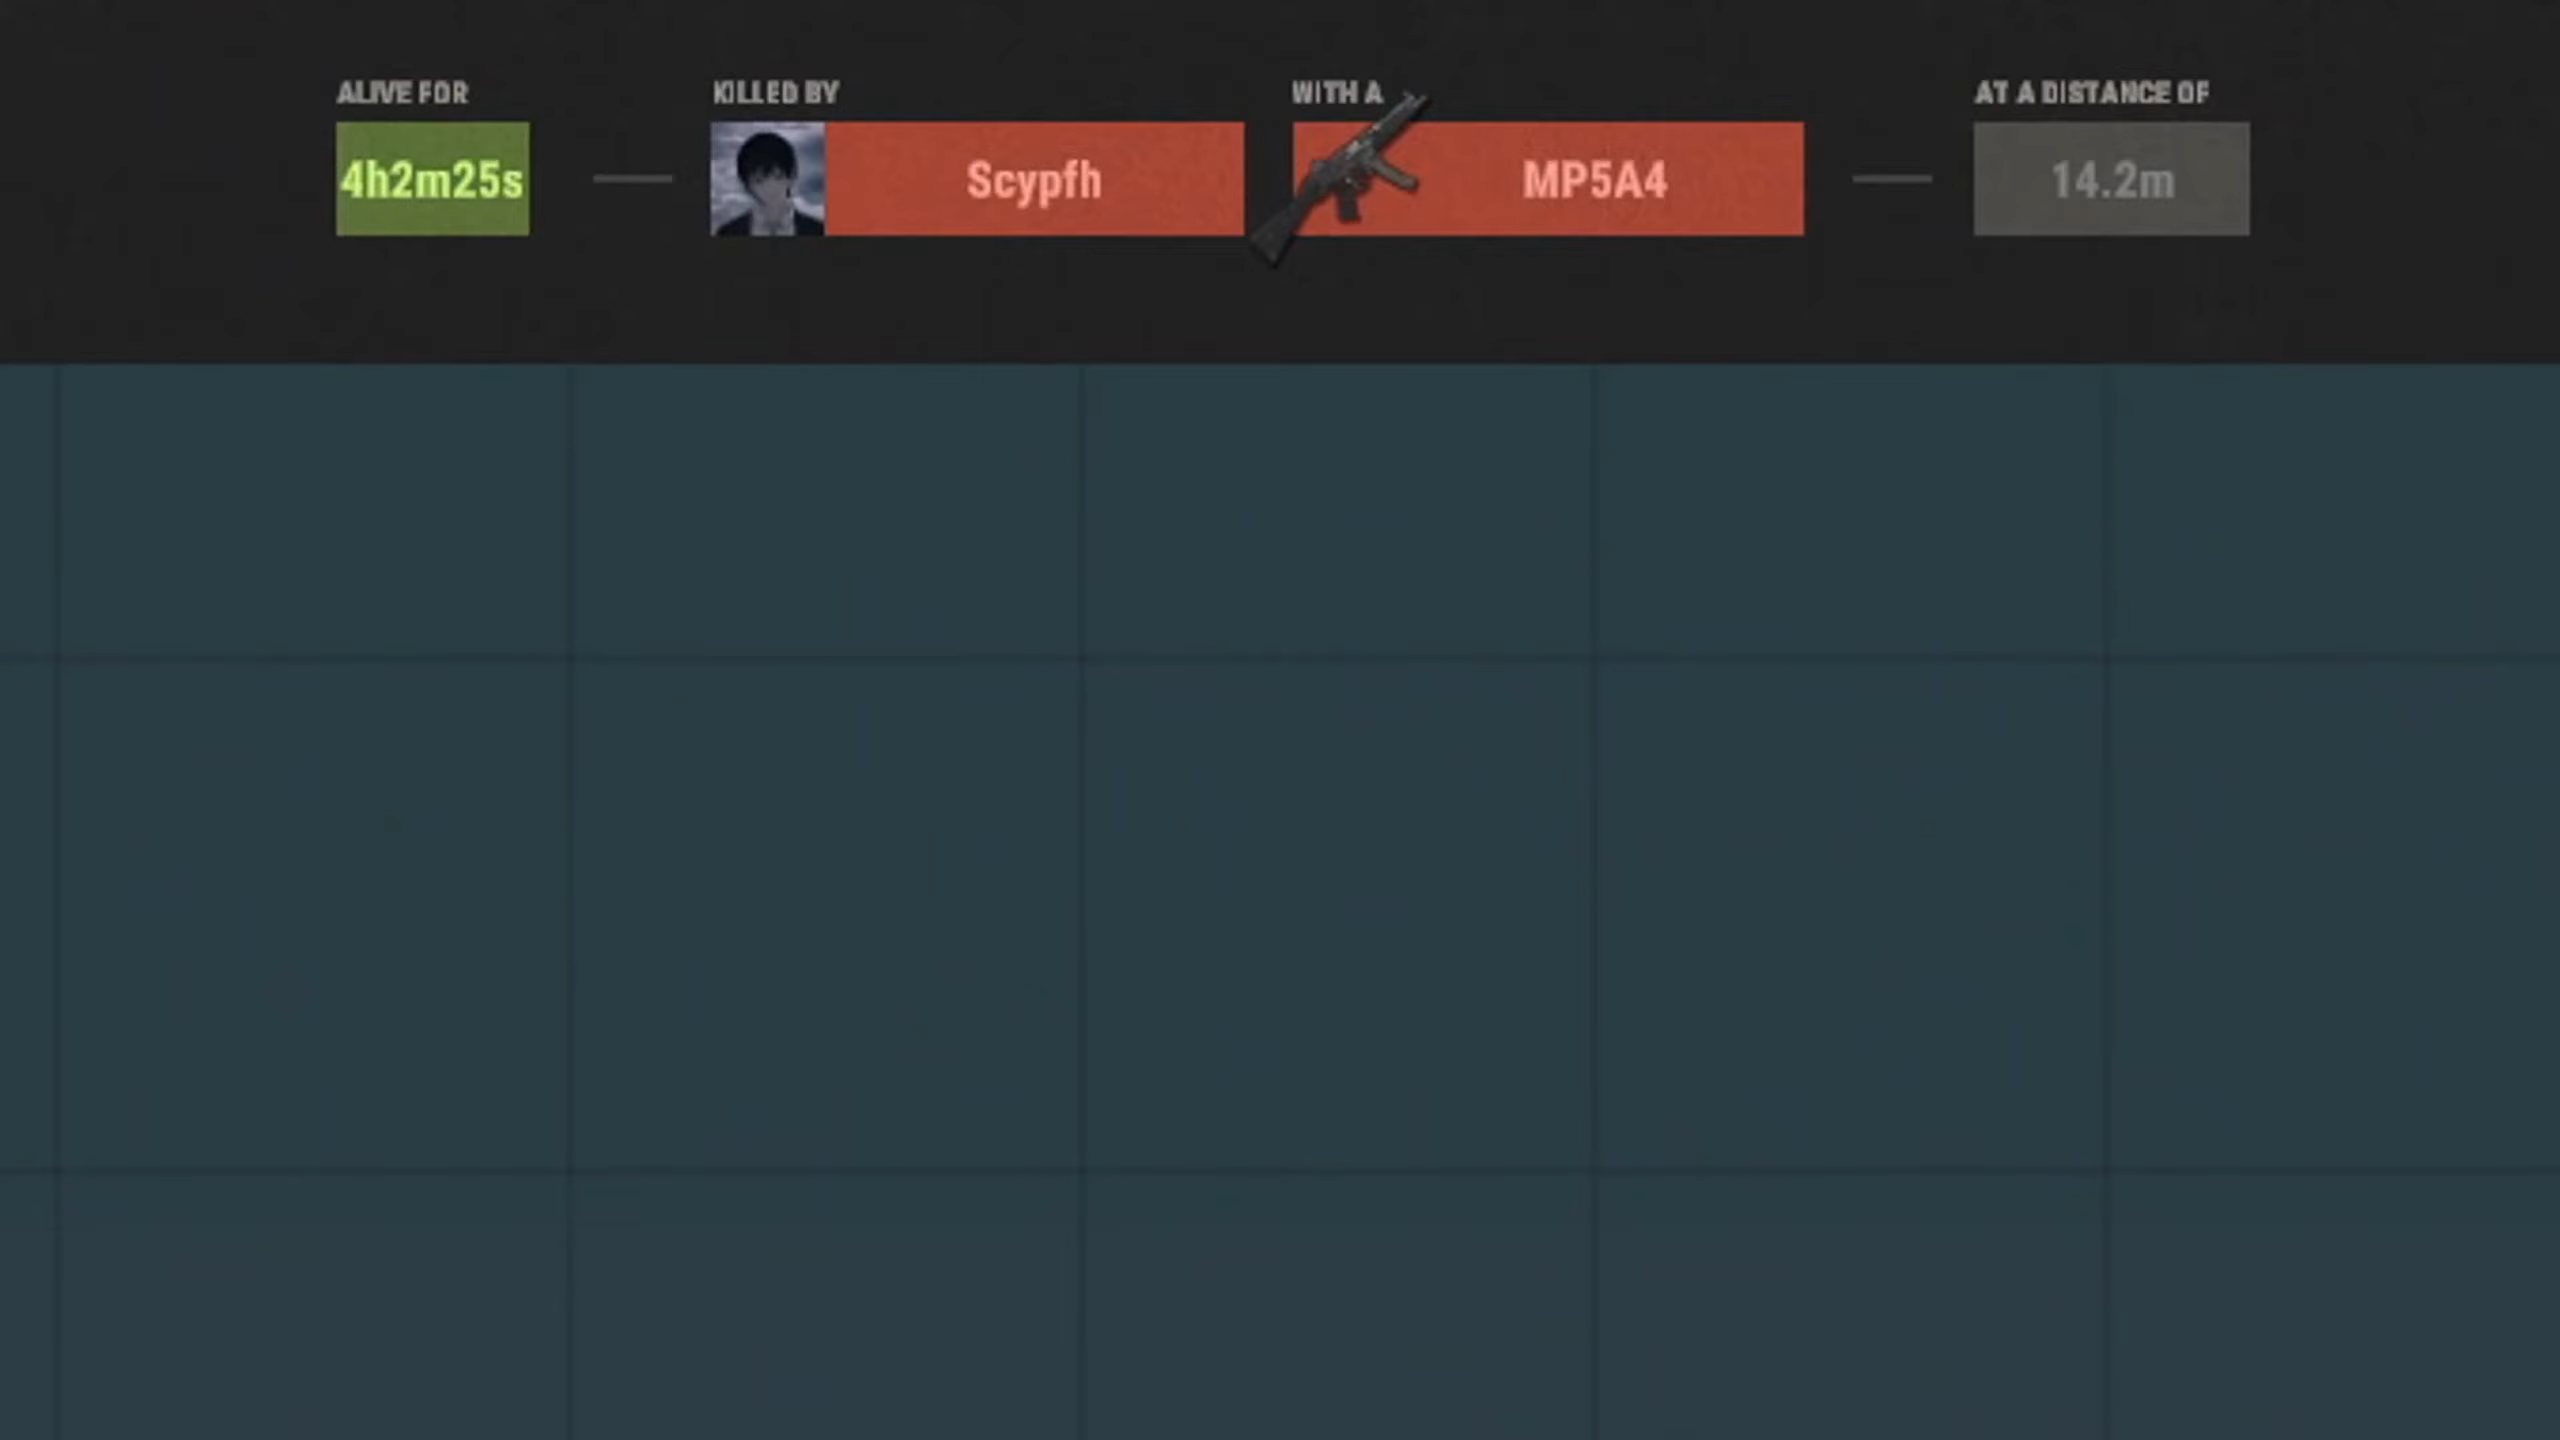 ALIVE FOR
4h2m25s
KILLED BY
Scypfh
WITH A
MP5A4
AT A DISTANCE OF
14.2m